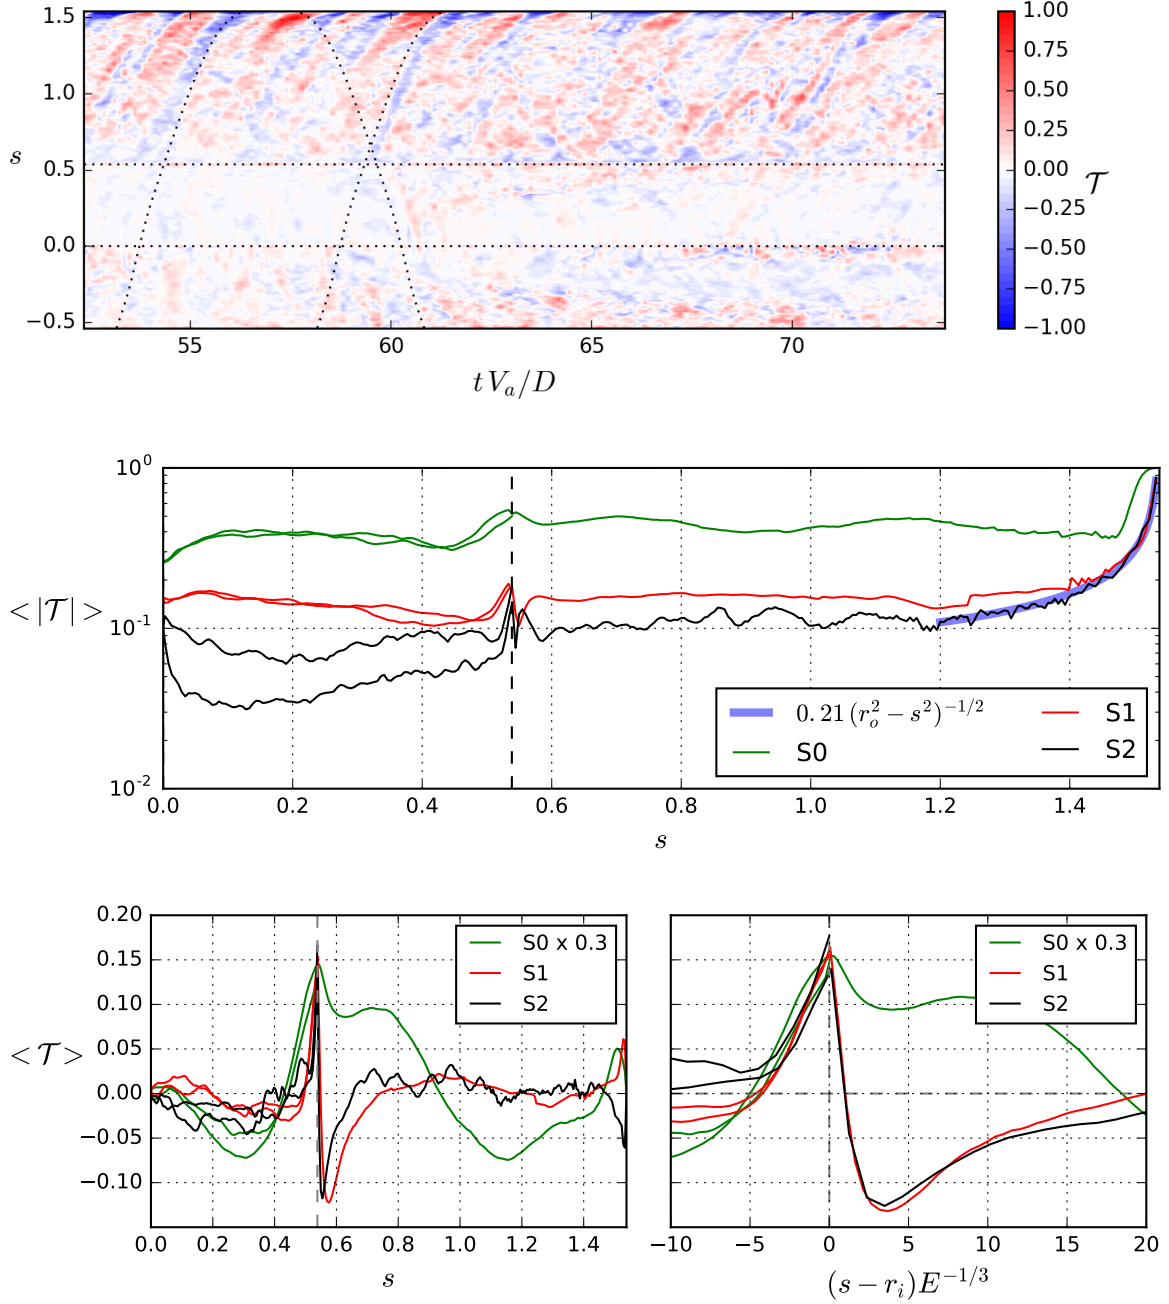 1.5
1.0
0.5
0.0
−0.5
s
55
60
65
70
t V_a/D
1.00
0.75
0.50
0.25
0.00
−0.25
−0.50
−0.75
−1.00
𝒯
10^0
10^-1
10^-2
< |𝒯| >
0.0 0.2 0.4 0.6 0.8 1.0 1.2 1.4
s
0.21 (r_o^2 − s^2)^{−1/2}
S0
S1
S2
0.20
0.15
0.10
0.05
0.00
−0.05
−0.10
< 𝒯 >
0.0 0.2 0.4 0.6 0.8 1.0 1.2 1.4
s
S0 x 0.3
S1
S2
−10 −5 0 5 10 15 20
(s − r_i)E^{−1/3}
S0 x 0.3
S1
S2